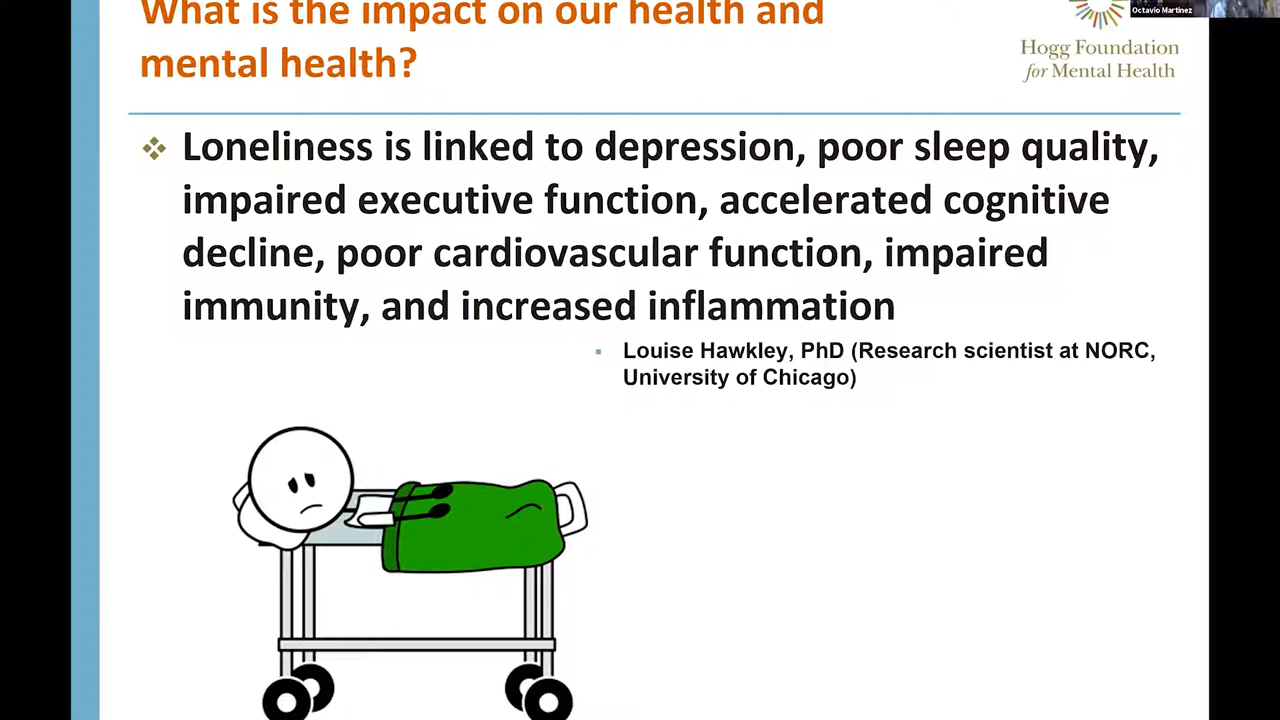 What is the impact on our health and
mental health?
Octavio Martinez
Hogg Foundation
for Mental Health
Loneliness is linked to depression, poor sleep quality,
impaired executive function, accelerated cognitive
decline, poor cardiovascular function, impaired
immunity, and increased inflammation
Louise Hawkley, PhD (Research scientist at NORC,
University of Chicago)